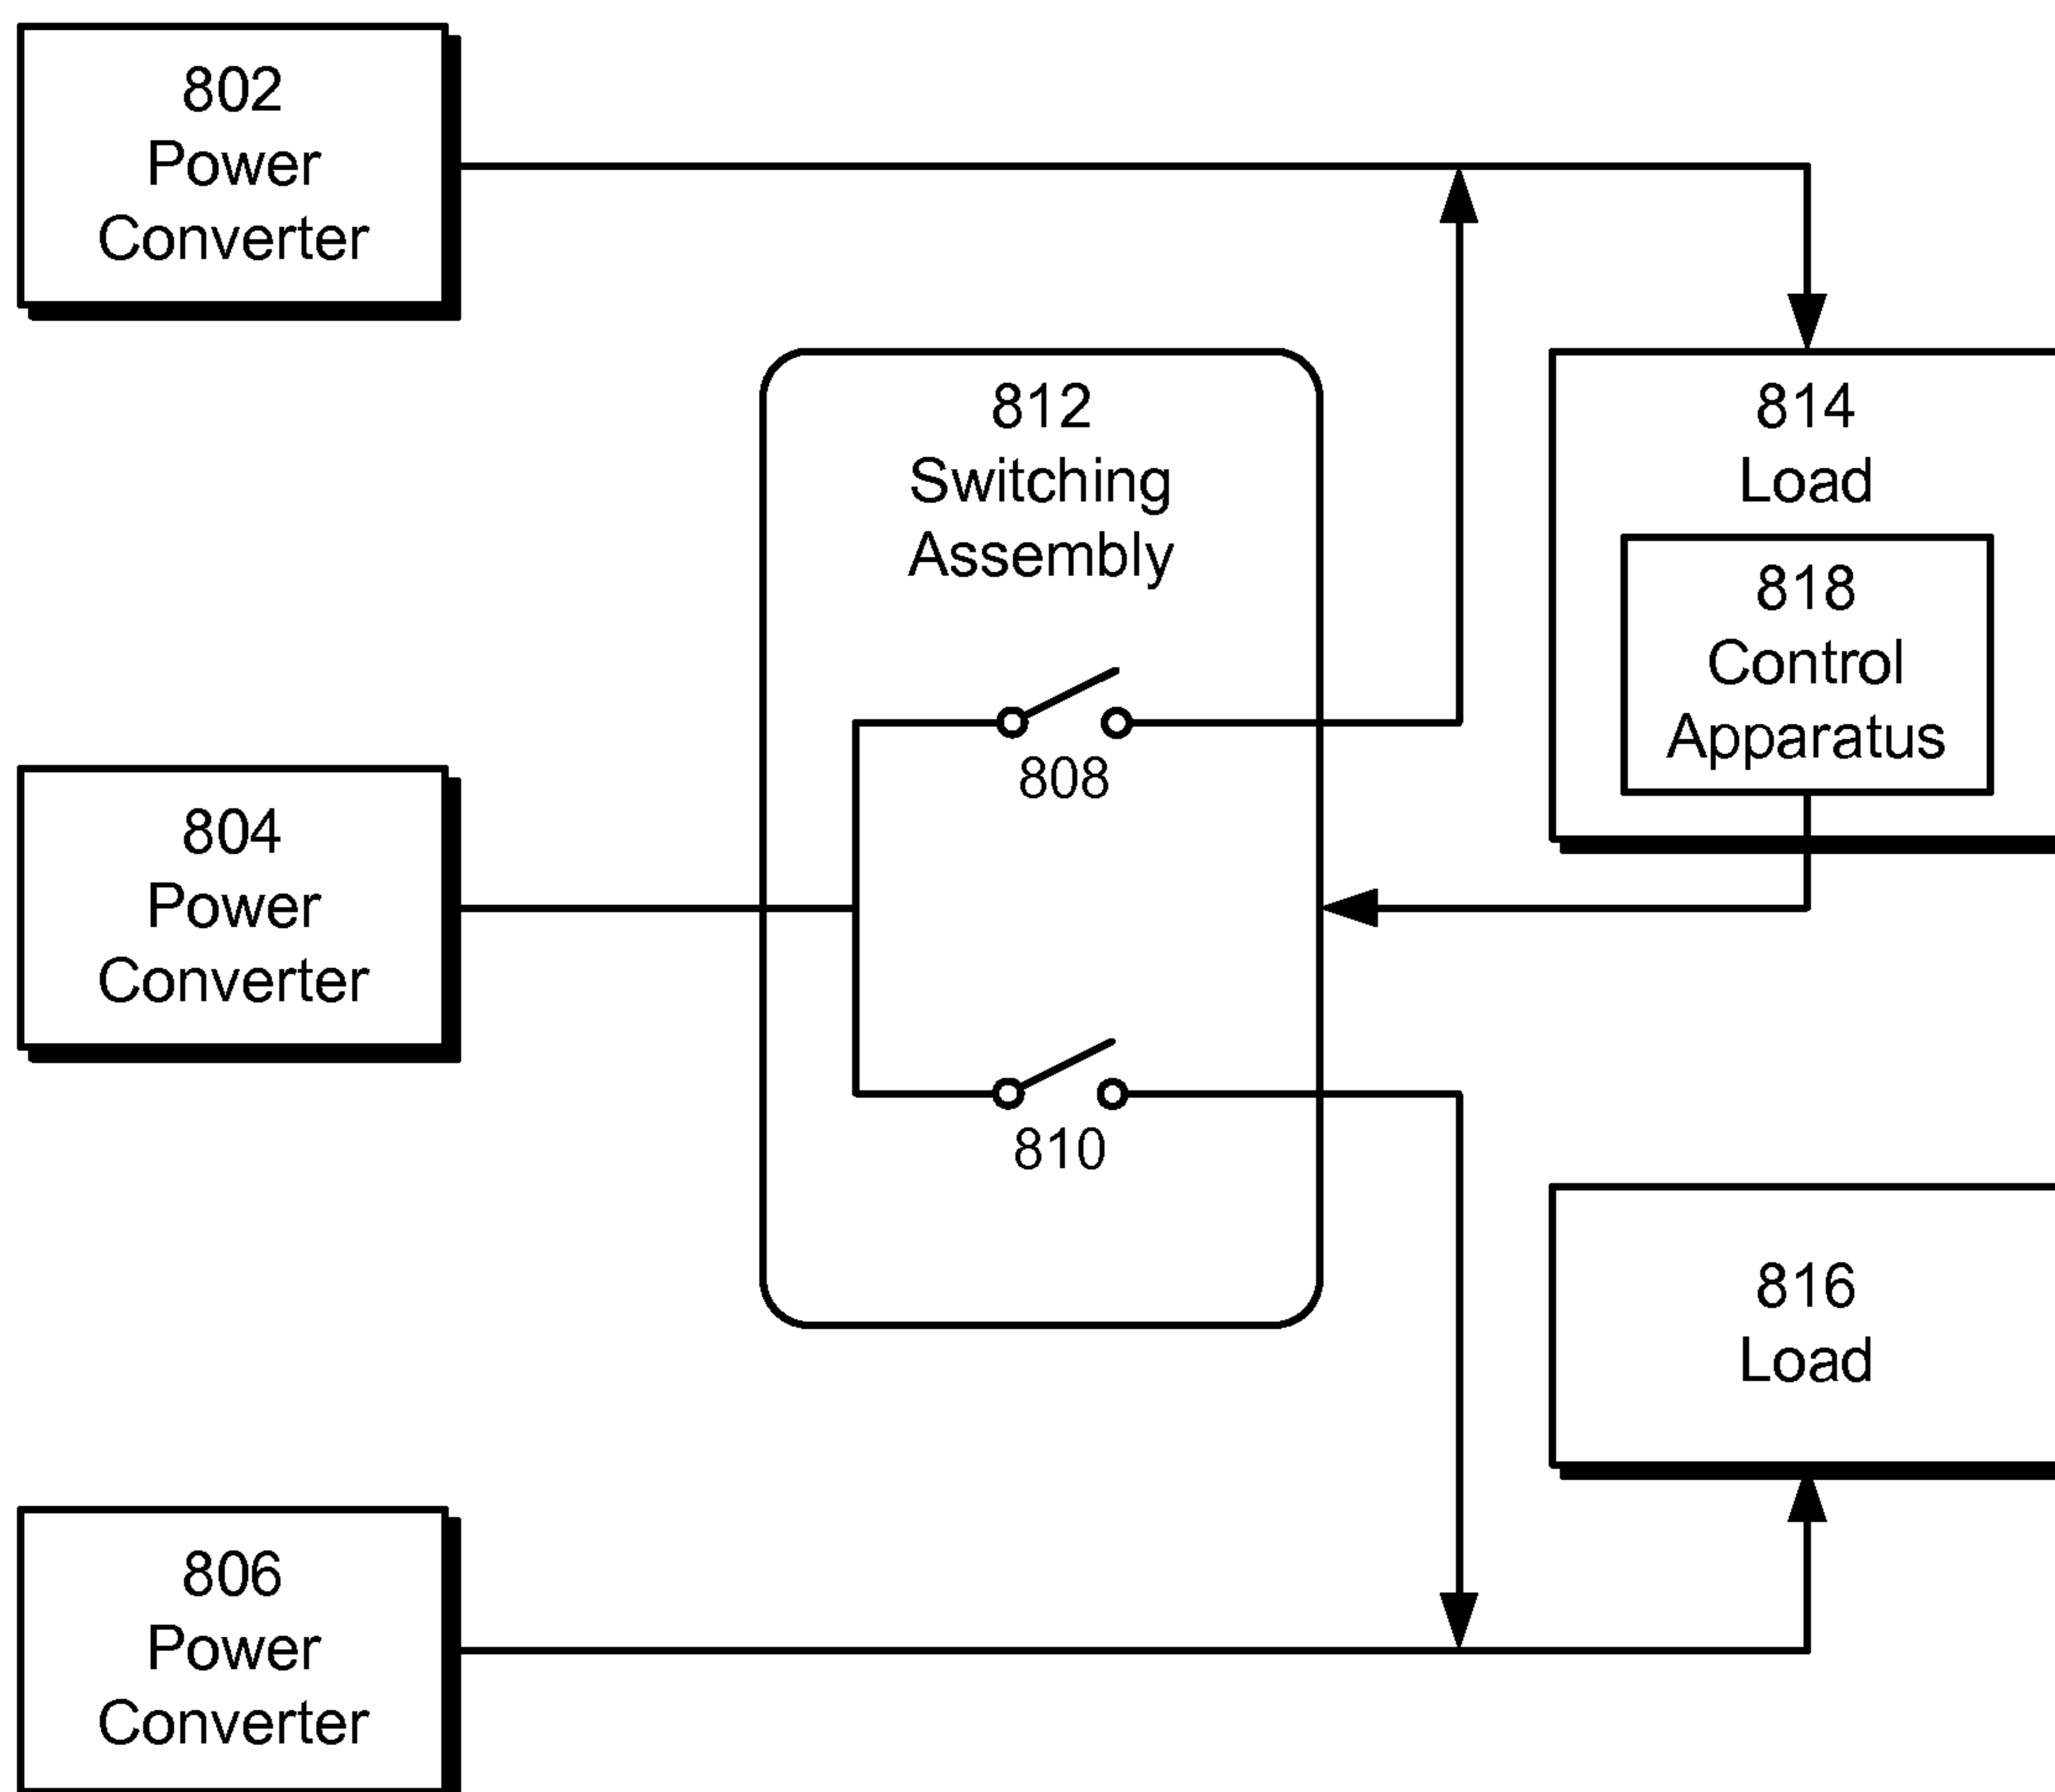 802
Power
Converter
812
Switching
Assembly
814
Load
818
Control
Apparatus
808
804
Power
Converter
810
816
Load
806
Power
Converter